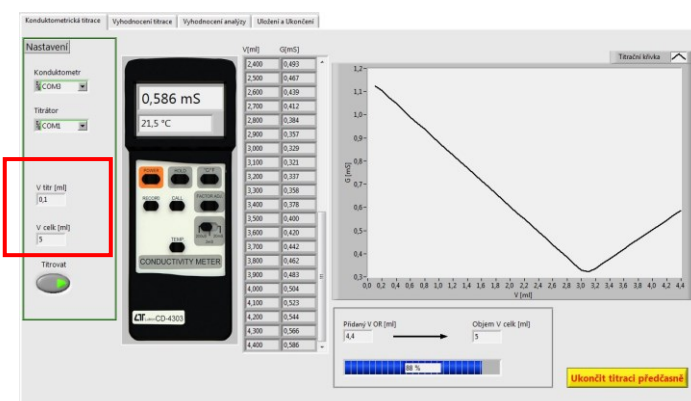 Konduktometrická titrace Vyhodnocení titrace Vyhodnocení analýzy Uložení a Ukončení
Nastavení
Konduktometr
COM3
Titrátor
COM1
V titr [ml]
0,1
V celk [ml]
5
Titrovat
0,586 mS
21,5 °C
POWER HOLD
RECORD CALL FACTOR ADJ
TEMP.
CONDUCTIVITY METER
CD-4303
V[ml] G[mS]
2,400 0,493
2,500 0,467
2,600 0,439
2,700 0,412
2,800 0,384
2,900 0,357
3,000 0,329
3,100 0,321
3,200 0,337
3,300 0,358
3,400 0,378
3,500 0,400
3,600 0,420
3,700 0,442
3,800 0,462
3,900 0,483
4,000 0,504
4,100 0,523
4,200 0,544
4,300 0,566
4,400 0,586
Titrační křivka
1,2
1,1
1,0
0,9
0,8
0,7
0,6
0,5
0,4
0,3
G [mS]
0,0 0,2 0,4 0,6 0,8 1,0 1,2 1,4 1,6 1,8 2,0 2,2 2,4 2,6 2,8 3,0 3,2 3,4 3,6 3,8 4,0 4,2 4,4
V [ml]
Přidaný V OR [ml] Objem V celk [ml]
4,4 5
88 %
Ukončit titraci předčasně